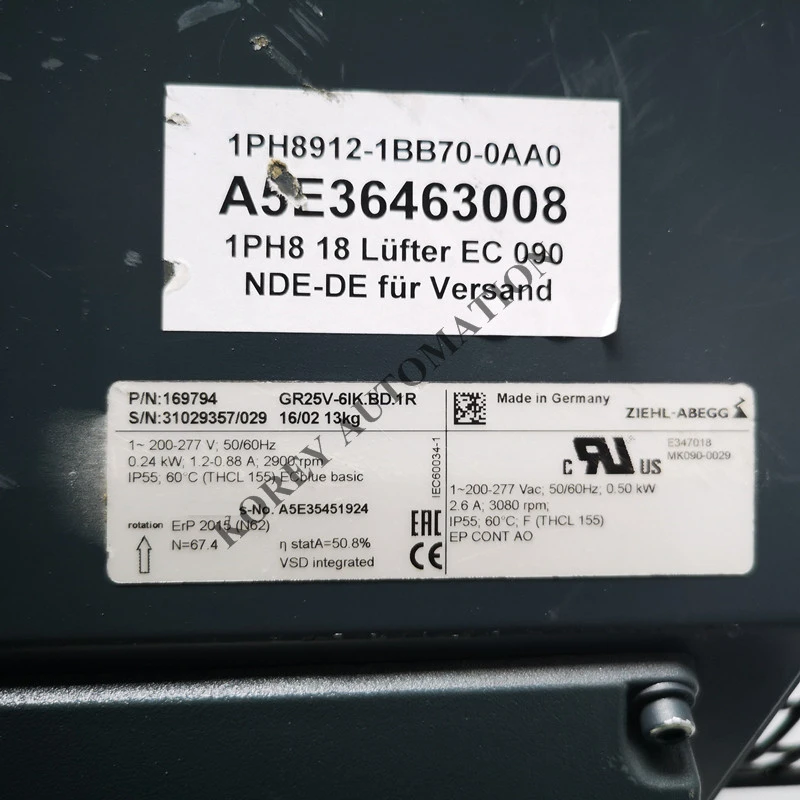 1PH8912-1BB70-0AA0
A5E36463008
1PH8 18 Lüfter EC 090
NDE-DE für Versand
P/N:169794 GR25V-6IK.BD.1R
S/N:31029357/029 16/02 13kg
1~ 200-277 V; 50/60Hz
0.24 kW; 1.2-0.88 A; 2900 rpm
IP55; 60°C (THCL 155) ECblue basic
s-No. A5E35451924
rotation ErP 2015 (N62)
N=67.4 η statA=50.8%
VSD integrated
IEC60034-1
EAC
CE
Made in Germany
ZIEHL-ABEGG
c RU US
E347018
MK090-0029
1~200-277 Vac; 50/60Hz; 0.50 kW
2.6 A; 3080 rpm;
IP55; 60°C; F (THCL 155)
EP CONT AO
KOREY AUTOMATION